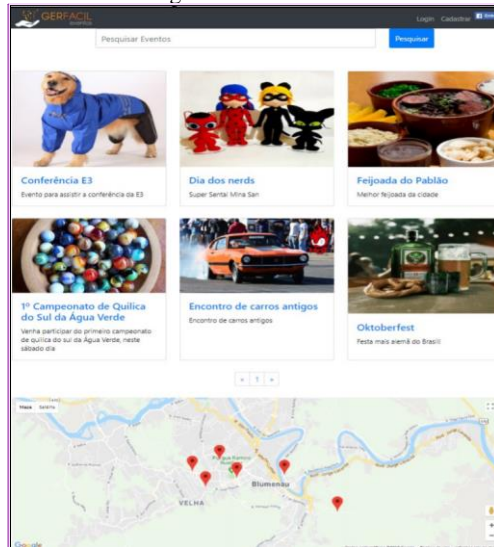 GERFACIL
EVENTOS
Login Cadastrar
Pesquisar Eventos
Pesquisar
Conferência E3
Evento para assistir a conferência da E3
Dia dos nerds
Super Sentai Mina San
Feijoada do Pablão
Melhor feijoada da cidade
1º Campeonato de Quilica
do Sul da Água Verde
Venha participar do primeiro campeonato
de quilica do sul da Água Verde, neste
sábado dia
Encontro de carros antigos
Encontro de carros antigos
Oktoberfest
Festa mais alemã do Brasil!
« 1 »
Mapa Satélite
Parque Ramiro
Blumenau
VELHA
Google